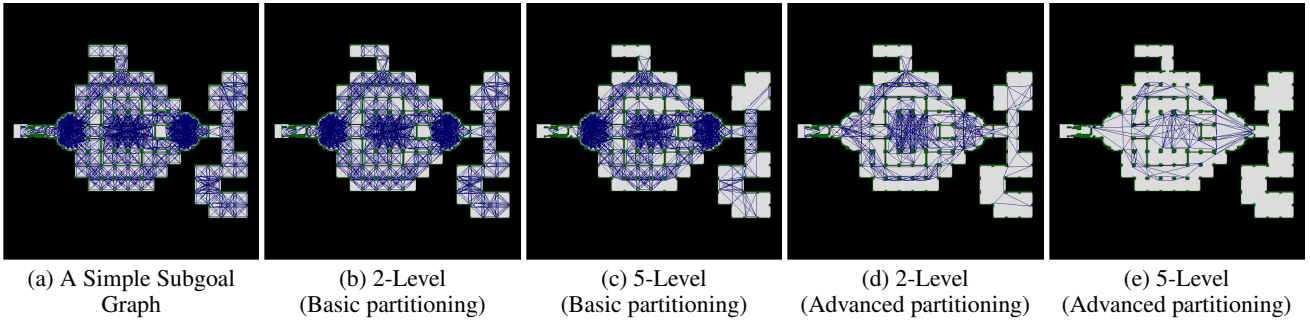 (a) A Simple Subgoal
Graph
(b) 2-Level
(Basic partitioning)
(c) 5-Level
(Basic partitioning)
(d) 2-Level
(Advanced partitioning)
(e) 5-Level
(Advanced partitioning)